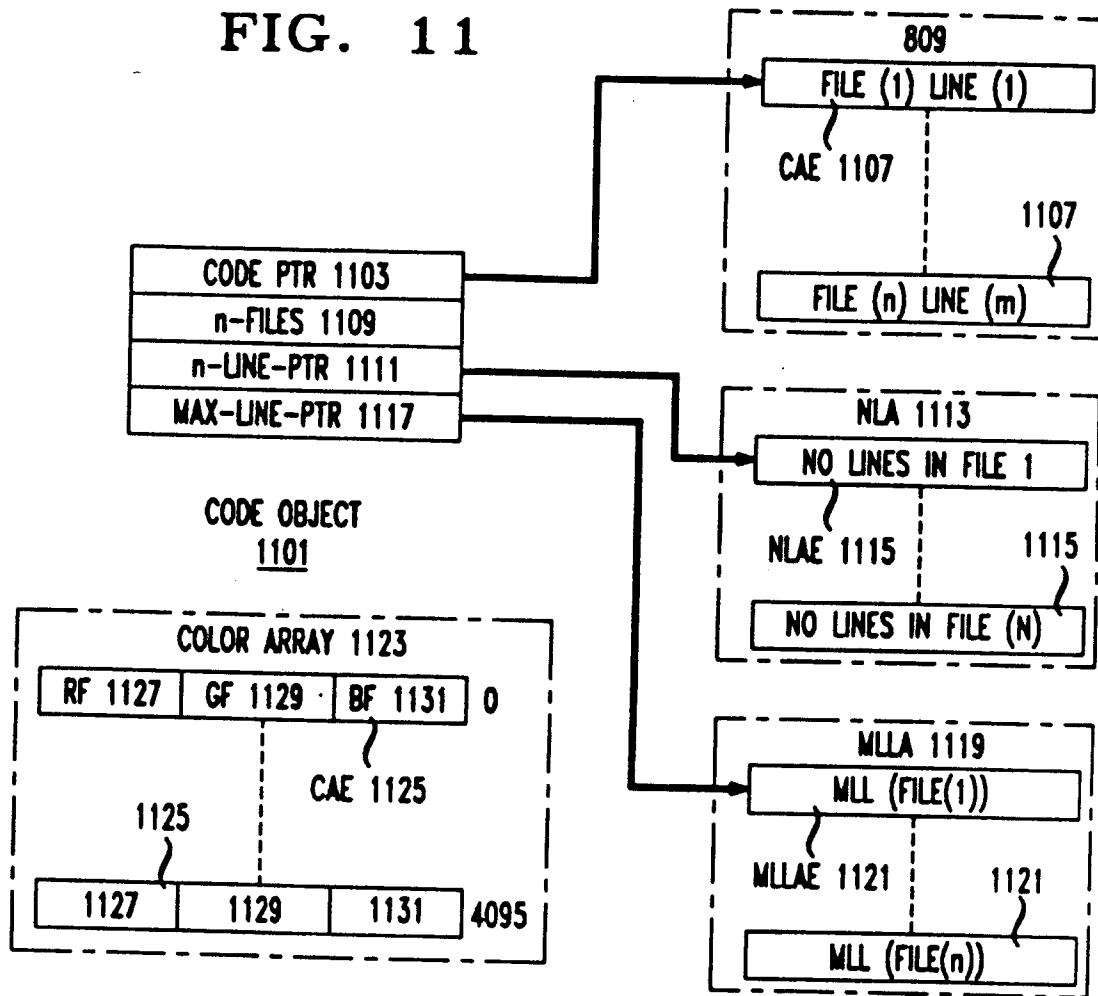 FIG. 11
809
FILE (1) LINE (1)
CAE 1107
1107
FILE (n) LINE (m)
CODE PTR 1103
n-FILES 1109
n-LINE-PTR 1111
MAX-LINE-PTR 1117
CODE OBJECT
1101
NLA 1113
NO LINES IN FILE 1
NLAE 1115
1115
NO LINES IN FILE (N)
COLOR ARRAY 1123
RF 1127 GF 1129 BF 1131 0
CAE 1125
1125
1127 1129 1131 4095
MLLA 1119
MLL (FILE(1))
MLLAE 1121
1121
MLL (FILE(n))